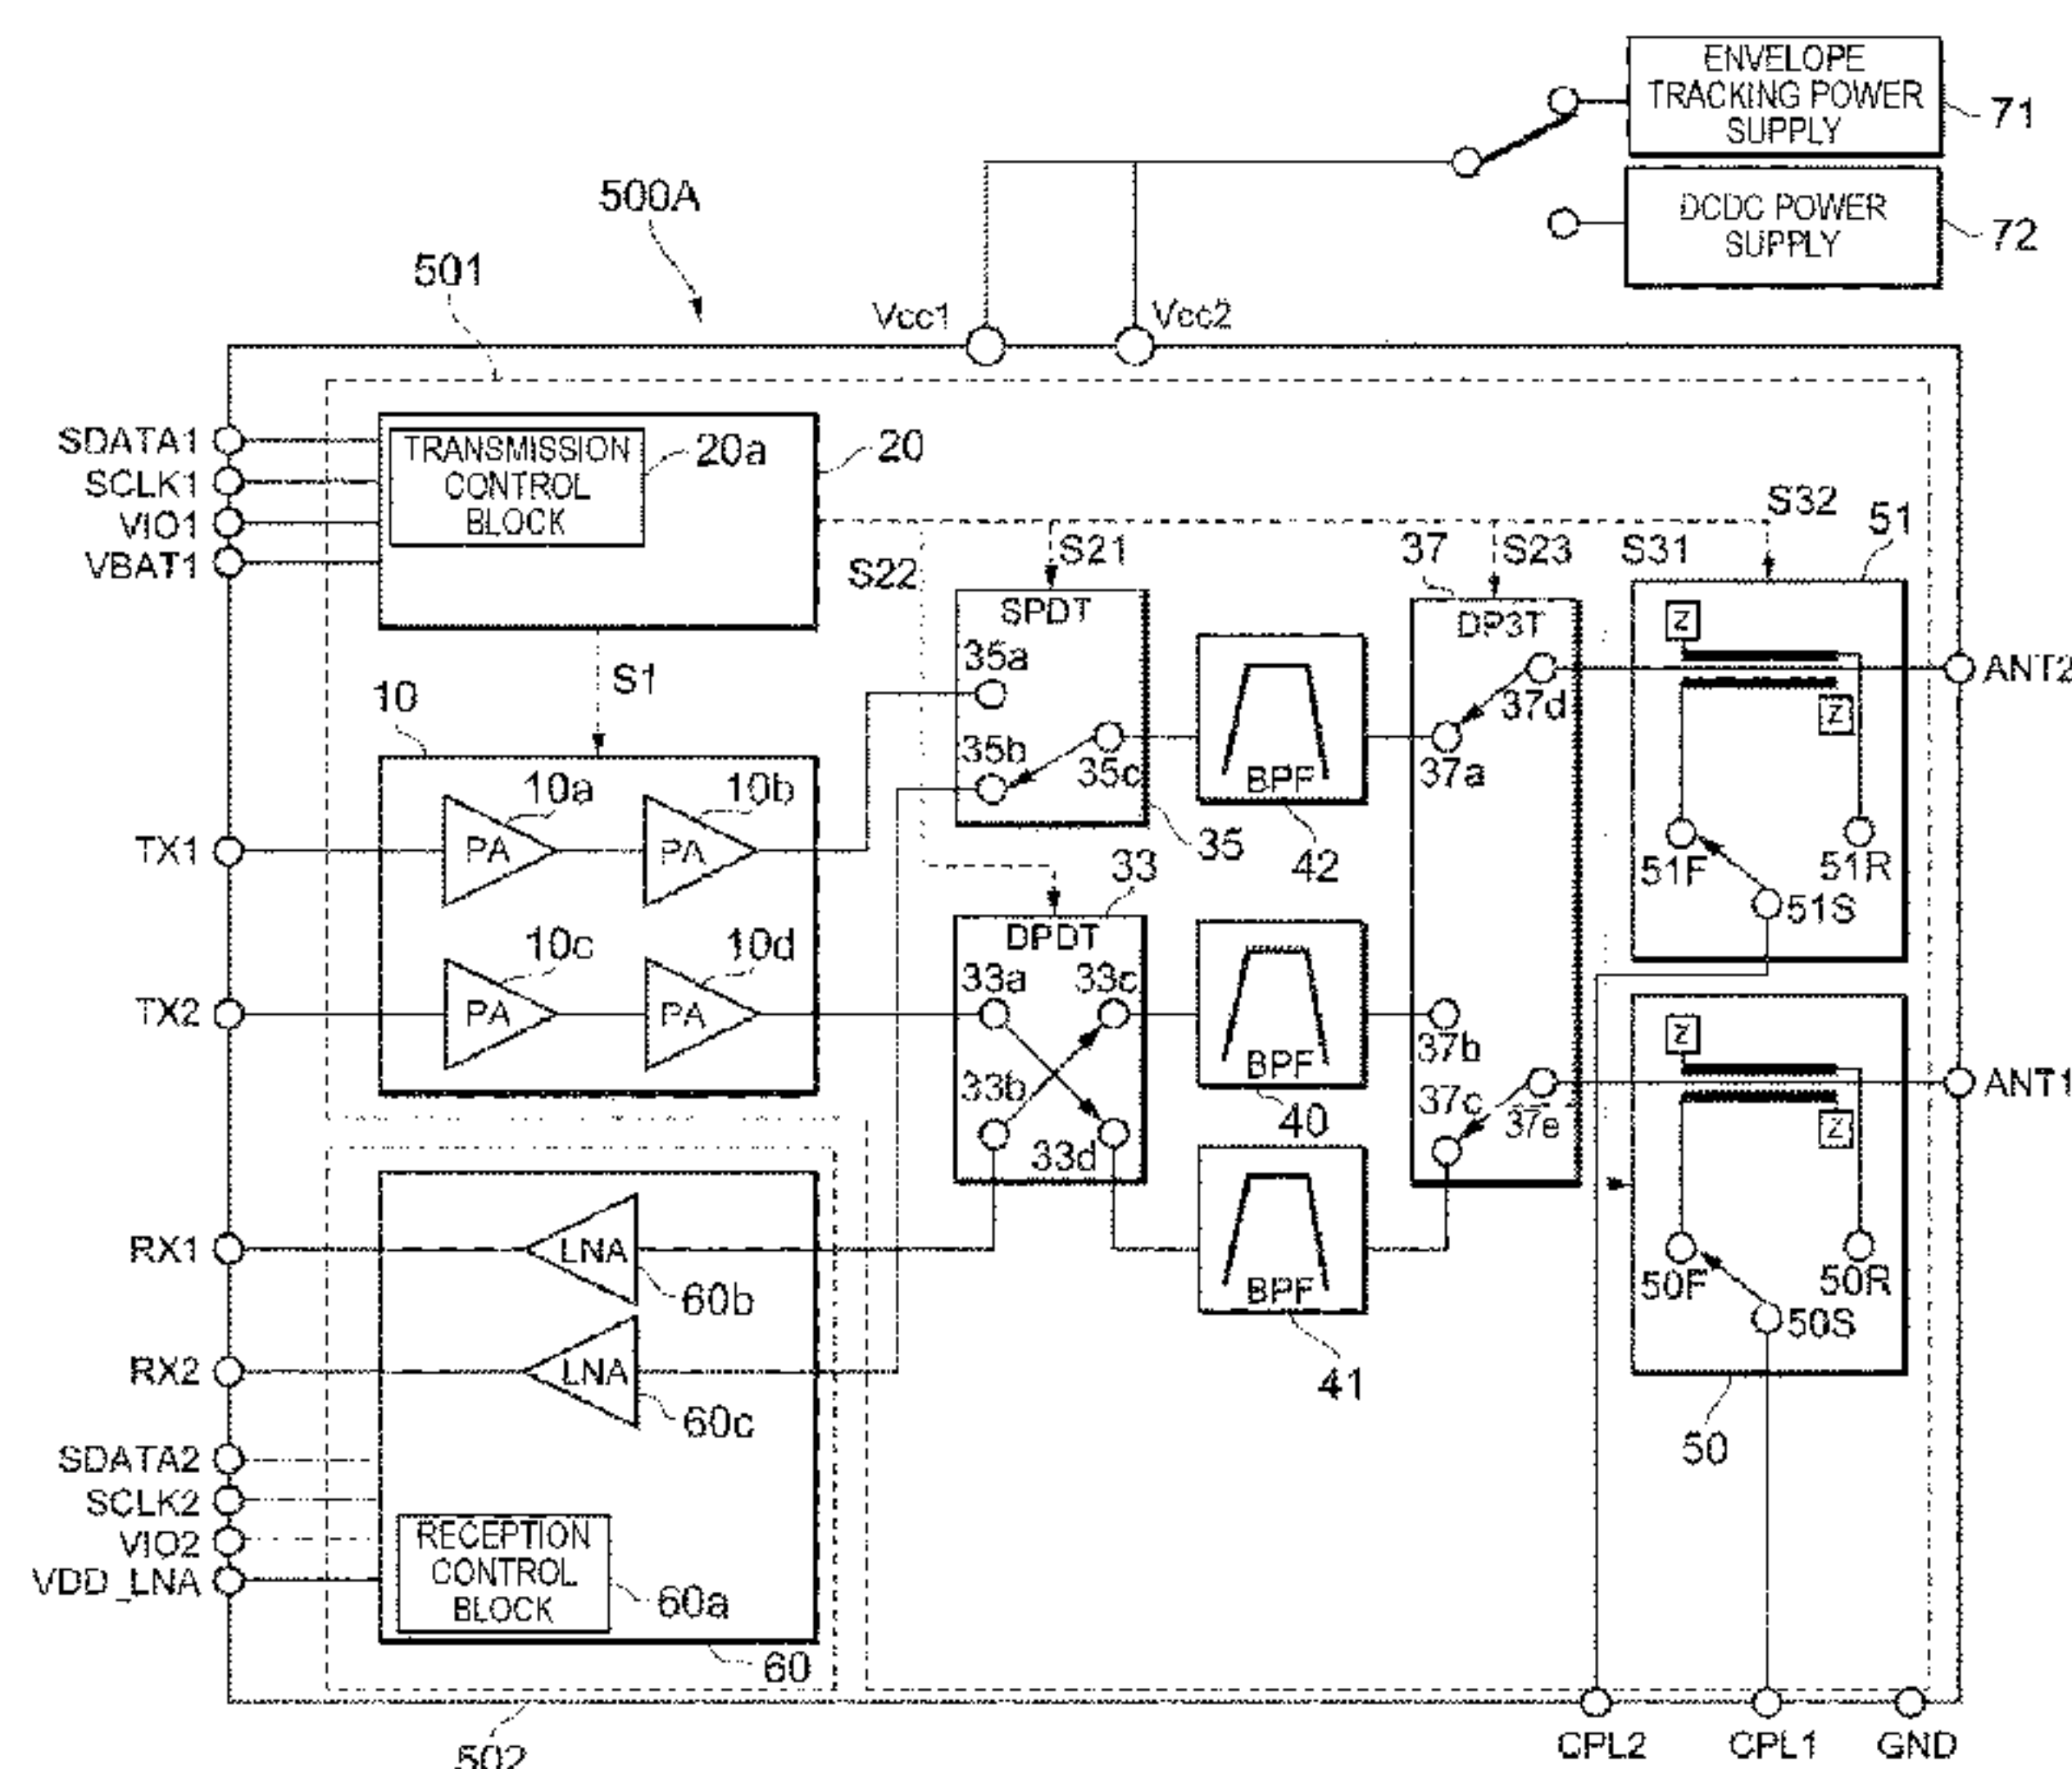 ENVELOPE
TRACKING POWER
SUPPLY
71
DCDC POWER
SUPPLY
72
500A
501
Vcc1
Vcc2
SDATA1
SCLK1
VIO1
VBAT1
TRANSMISSION
CONTROL
BLOCK
20a
20
S32
51
S22
S21
37
S23
S31
SPDT
DP3T
Z
35a
10
S1
37d
ANT2
35b
35c
BPF
37a
Z
10a
10b
TX1
PA
PA
35
42
51F
51R
33
51S
10c
10d
DPDT
33a
33c
TX2
PA
PA
Z
37b
33b
BPF
37c
37e
ANT1
40
Z
33d
RX1
LNA
60b
BPF
50F
50R
50S
RX2
LNA
60c
41
50
SDATA2
SCLK2
VIO2
VDD_LNA
RECEPTION
CONTROL
BLOCK
60a
60
502
CPL2
CPL1
GND